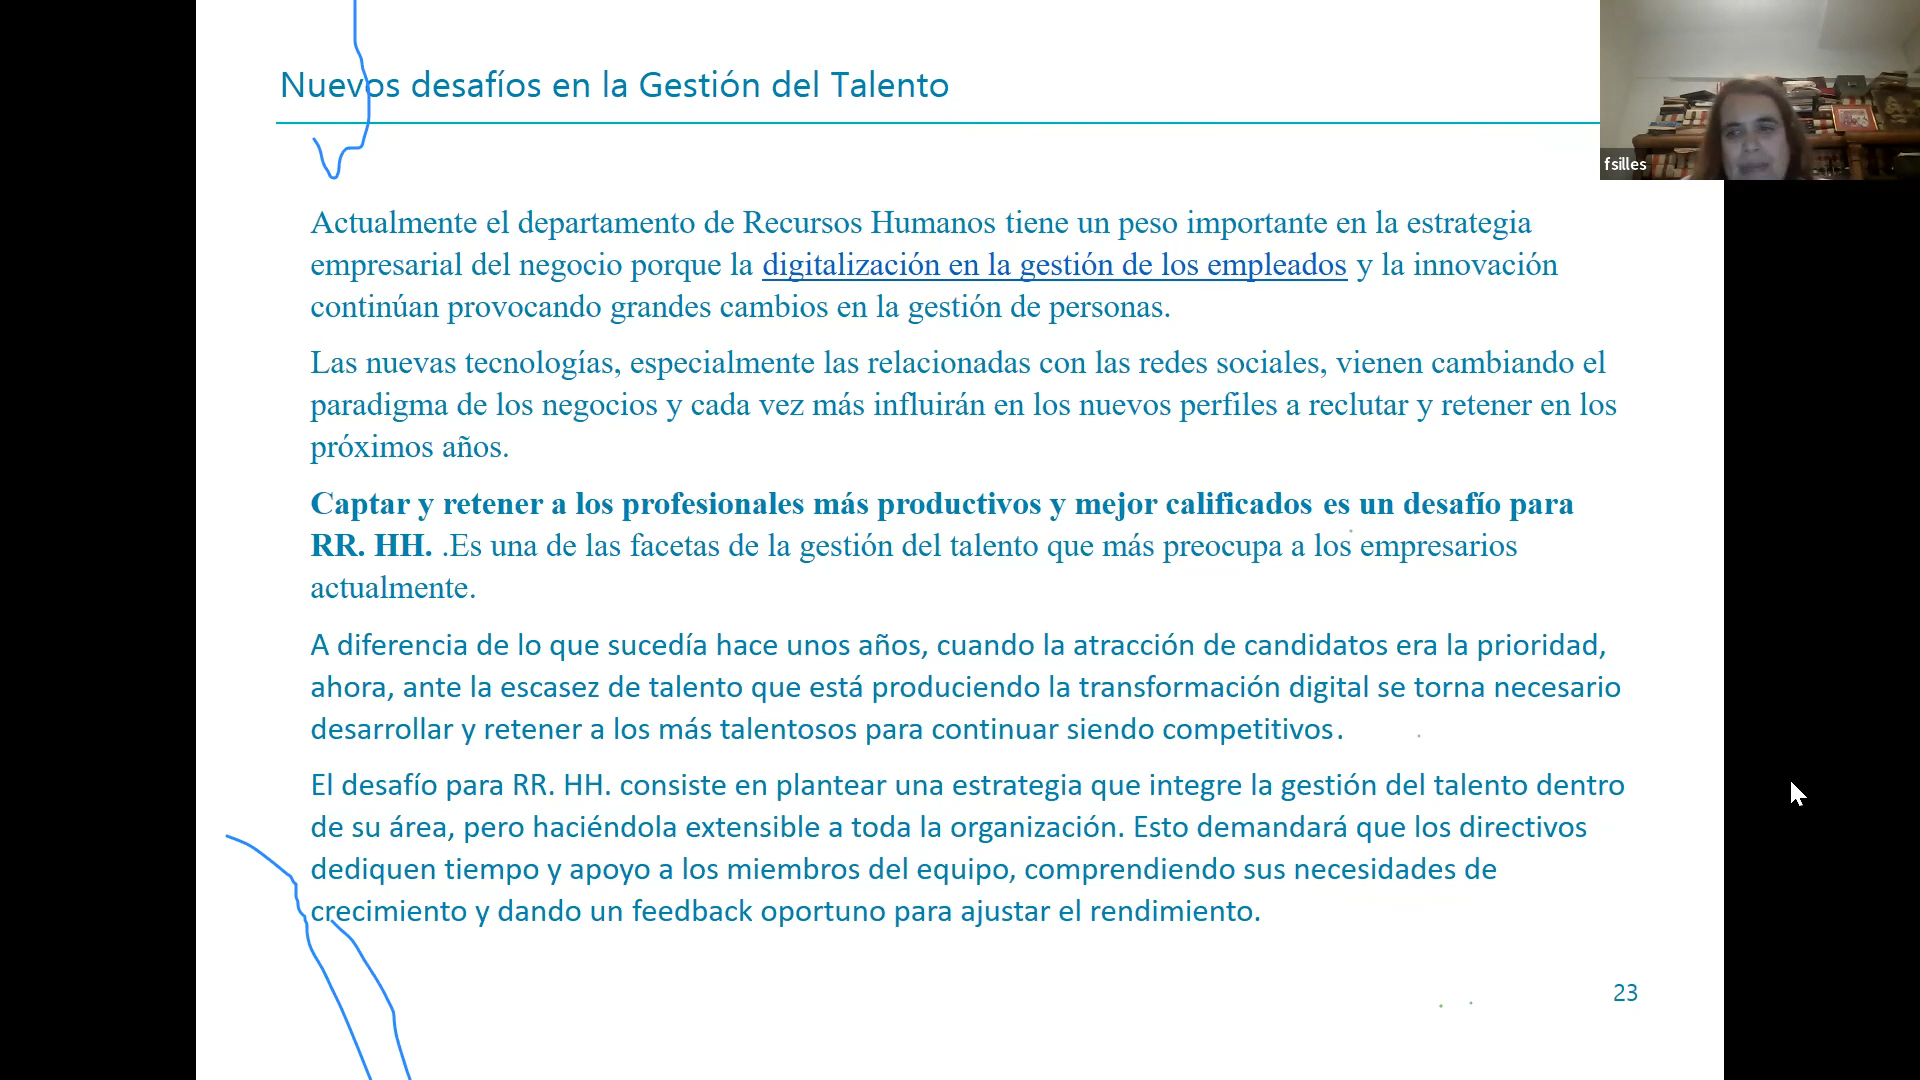 Nuevos desafíos en la Gestión del Talento
fsilles
Actualmente el departamento de Recursos Humanos tiene un peso importante en la estrategia
empresarial del negocio porque la digitalización en la gestión de los empleados y la innovación
continúan provocando grandes cambios en la gestión de personas.
Las nuevas tecnologías, especialmente las relacionadas con las redes sociales, vienen cambiando el
paradigma de los negocios y cada vez más influirán en los nuevos perfiles a reclutar y retener en los
próximos años.
Captar y retener a los profesionales más productivos y mejor calificados es un desafío para
RR. HH. .Es una de las facetas de la gestión del talento que más preocupa a los empresarios
actualmente.
A diferencia de lo que sucedía hace unos años, cuando la atracción de candidatos era la prioridad,
ahora, ante la escasez de talento que está produciendo la transformación digital se torna necesario
desarrollar y retener a los más talentosos para continuar siendo competitivos.
El desafío para RR. HH. consiste en plantear una estrategia que integre la gestión del talento dentro
de su área, pero haciéndola extensible a toda la organización. Esto demandará que los directivos
dediquen tiempo y apoyo a los miembros del equipo, comprendiendo sus necesidades de
crecimiento y dando un feedback oportuno para ajustar el rendimiento.
23